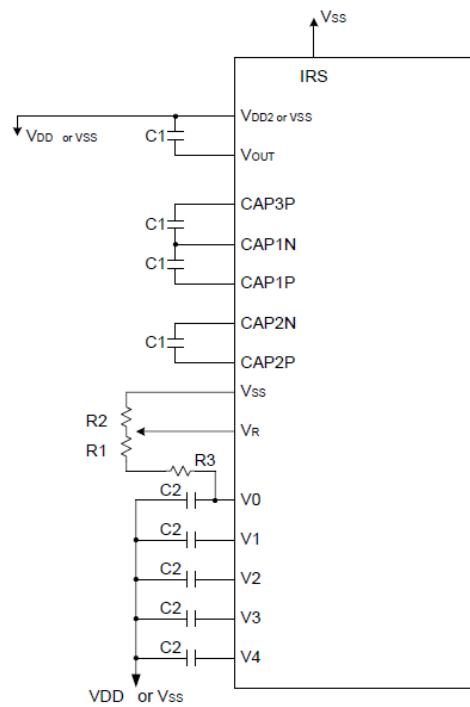 VSS
IRS
VDD or VSS
C1
VDD2 or VSS
VOUT
C1
CAP3P
CAP1N
C1
CAP1P
C1
CAP2N
CAP2P
VSS
R2
VR
R1
R3
C2
V0
C2
V1
C2
V2
C2
V3
C2
V4
VDD or VSS